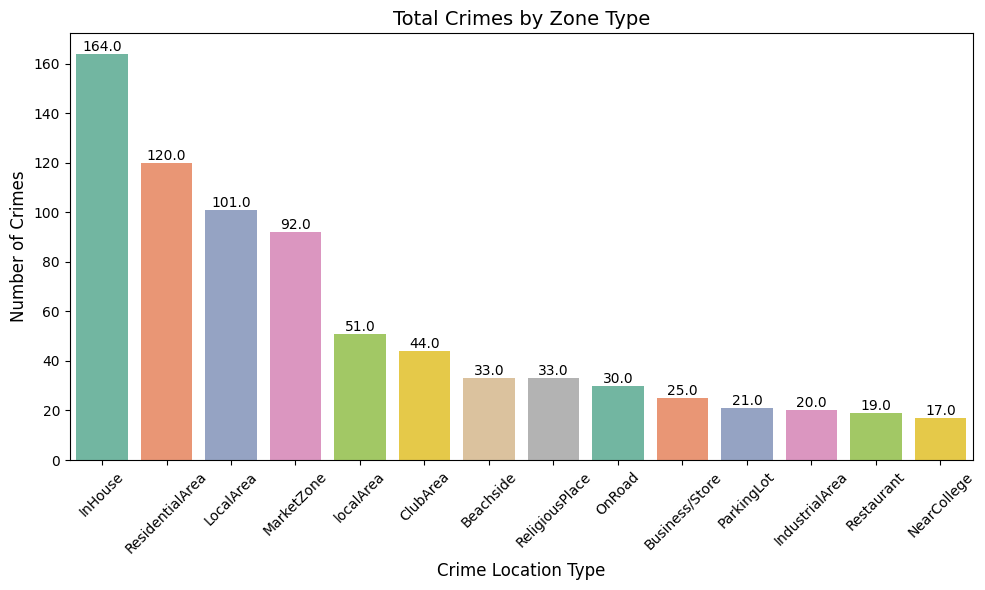 Total Crimes by Zone Type
Number of Crimes
160
140
120
100
80
60
40
20
0
164.0
120.0
101.0
92.0
51.0
44.0
33.0
33.0
30.0
25.0
21.0
20.0
19.0
17.0
InHouse
ResidentialArea
LocalArea
MarketZone
localArea
ClubArea
Beachside
ReligiousPlace
OnRoad
Business/Store
ParkingLot
IndustrialArea
Restaurant
NearCollege
Crime Location Type